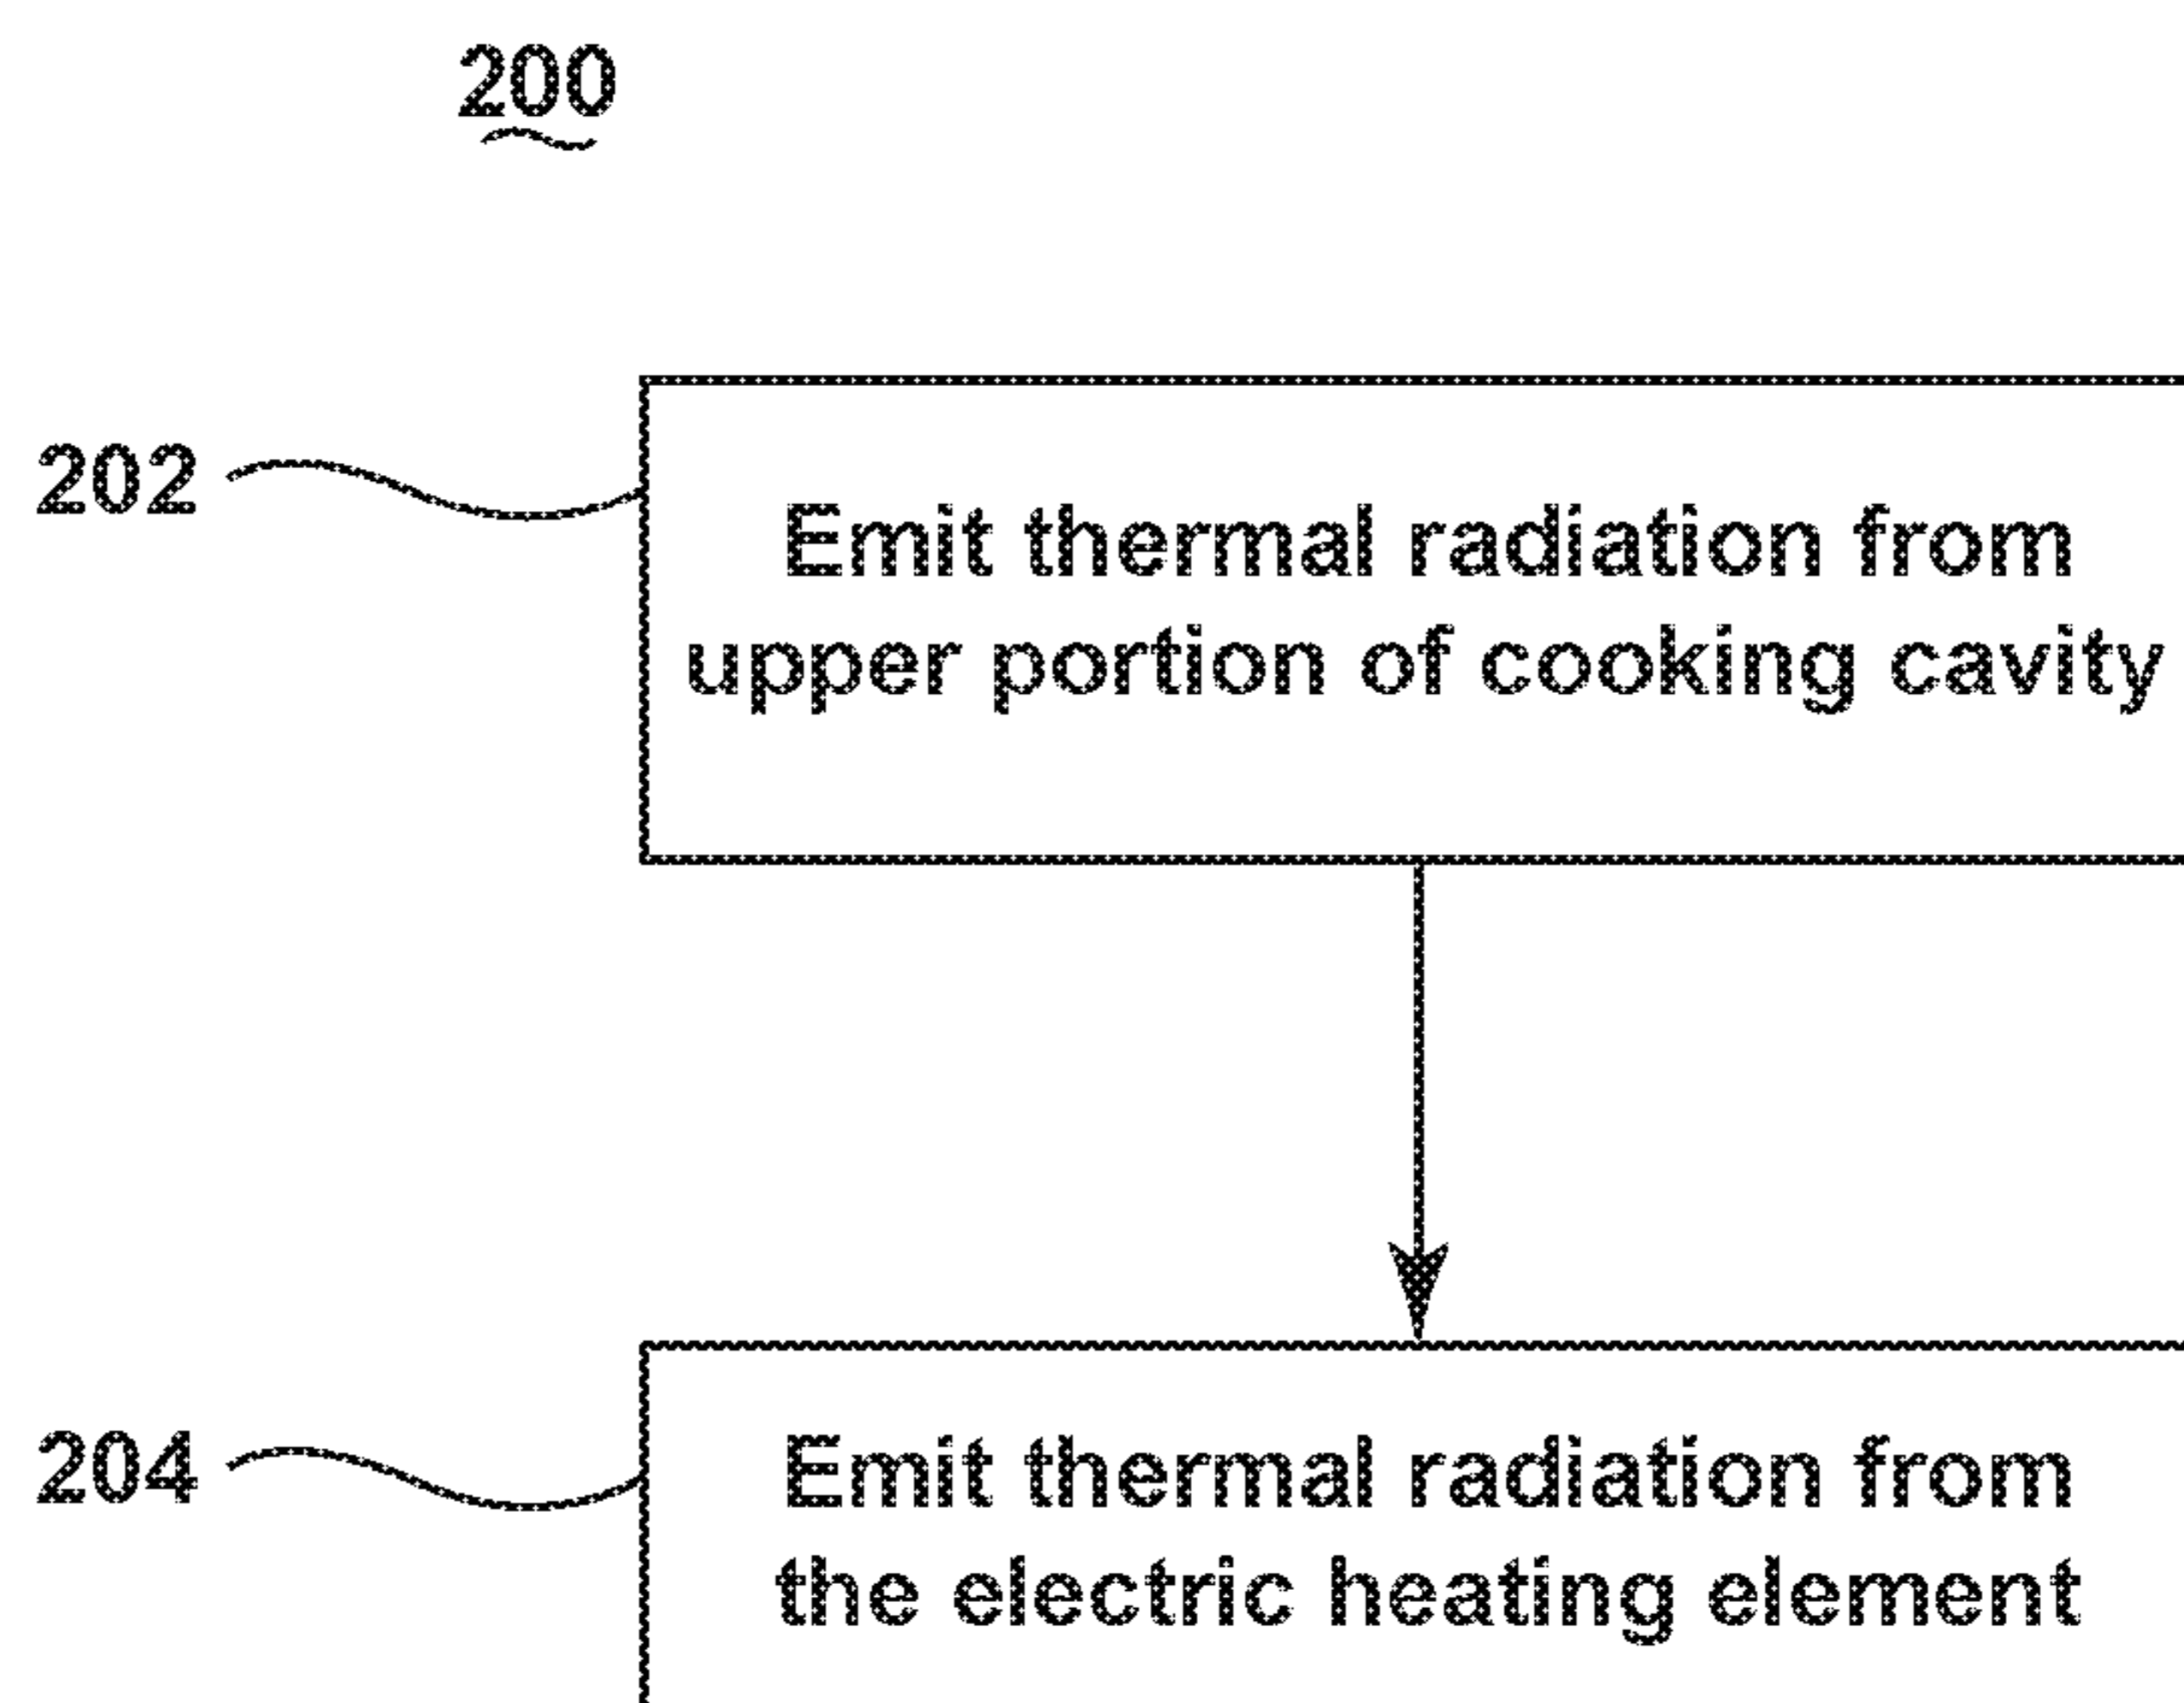 200
202
Emit thermal radiation from
upper portion of cooking cavity
204
Emit thermal radiation from
the electric heating element